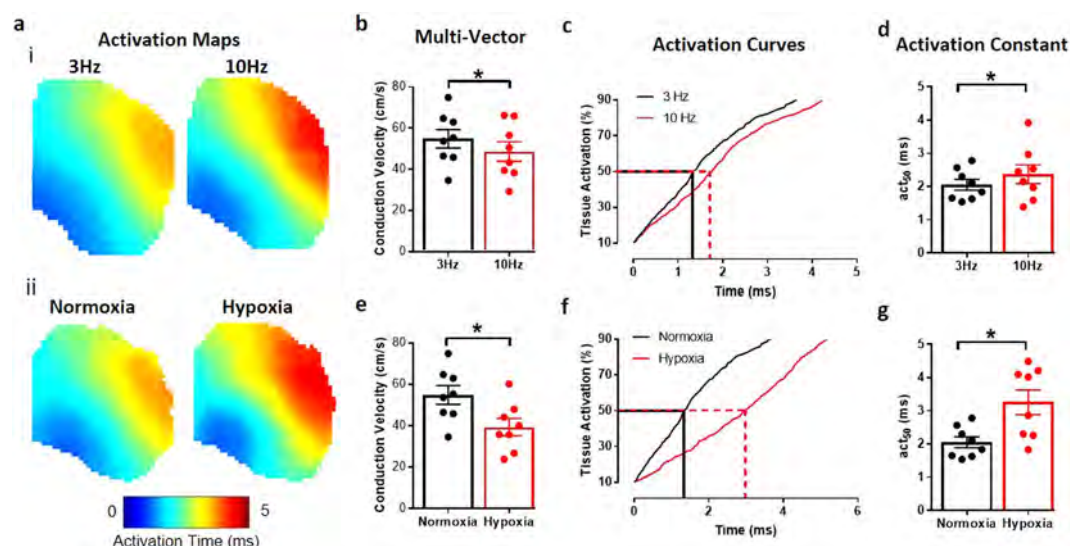 a
Activation Maps
i
3Hz
10Hz
ii
Normoxia
Hypoxia
0
5
Activation Time (ms)
b
Multi-Vector
*
Conduction Velocity (cm/s)
80
60
40
20
0
3Hz
10Hz
c
Activation Curves
3 Hz
10 Hz
Tissue Activation (%)
90
70
50
30
10
0
1
2
3
4
5
Time (ms)
d
Activation Constant
*
act50 (ms)
5
4
3
2
1
0
3Hz
10Hz
e
*
Conduction Velocity (cm/s)
80
60
40
20
0
Normoxia
Hypoxia
f
Normoxia
Hypoxia
Tissue Activation (%)
90
70
50
30
10
0
2
4
6
Time (ms)
g
*
act50 (ms)
5
4
3
2
1
0
Normoxia
Hypoxia